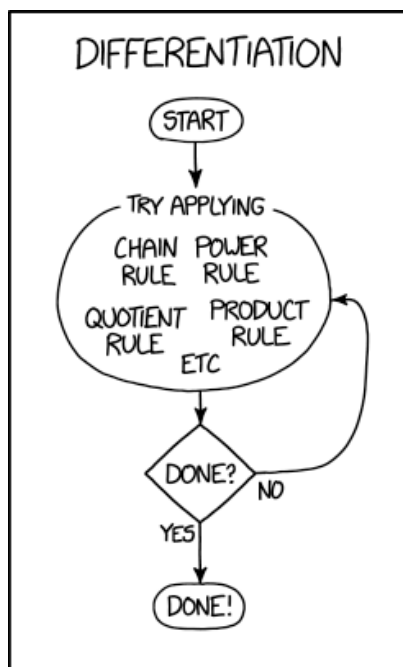 DIFFERENTIATION
START
TRY APPLYING
CHAIN RULE
POWER RULE
QUOTIENT RULE
PRODUCT RULE
ETC
DONE?
NO
YES
DONE!